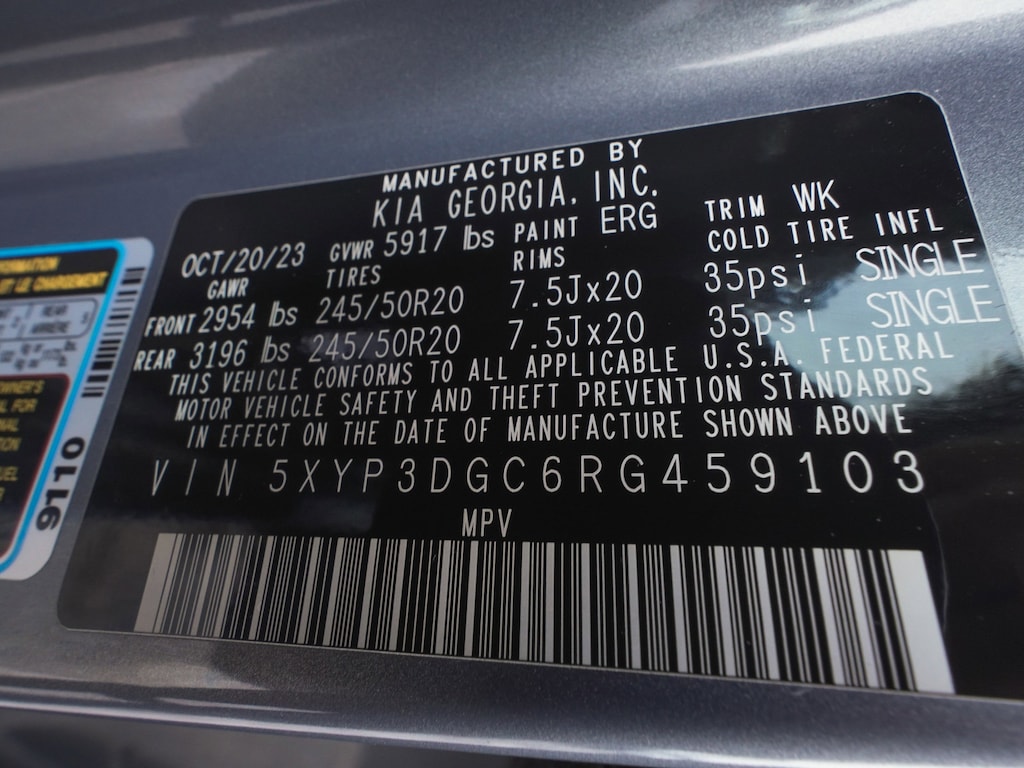 MANUFACTURED BY
KIA GEORGIA, INC.
OCT/20/23 GVWR 5917 lbs PAINT ERG TRIM WK
GAWR TIRES RIMS COLD TIRE INFL
FRONT 2954 lbs 245/50R20 7.5Jx20 35psi SINGLE
REAR 3196 lbs 245/50R20 7.5Jx20 35psi SINGLE
THIS VEHICLE CONFORMS TO ALL APPLICABLE U.S.A. FEDERAL
MOTOR VEHICLE SAFETY AND THEFT PREVENTION STANDARDS
IN EFFECT ON THE DATE OF MANUFACTURE SHOWN ABOVE
VIN 5XYP3DGC6RG459103
MPV
9110